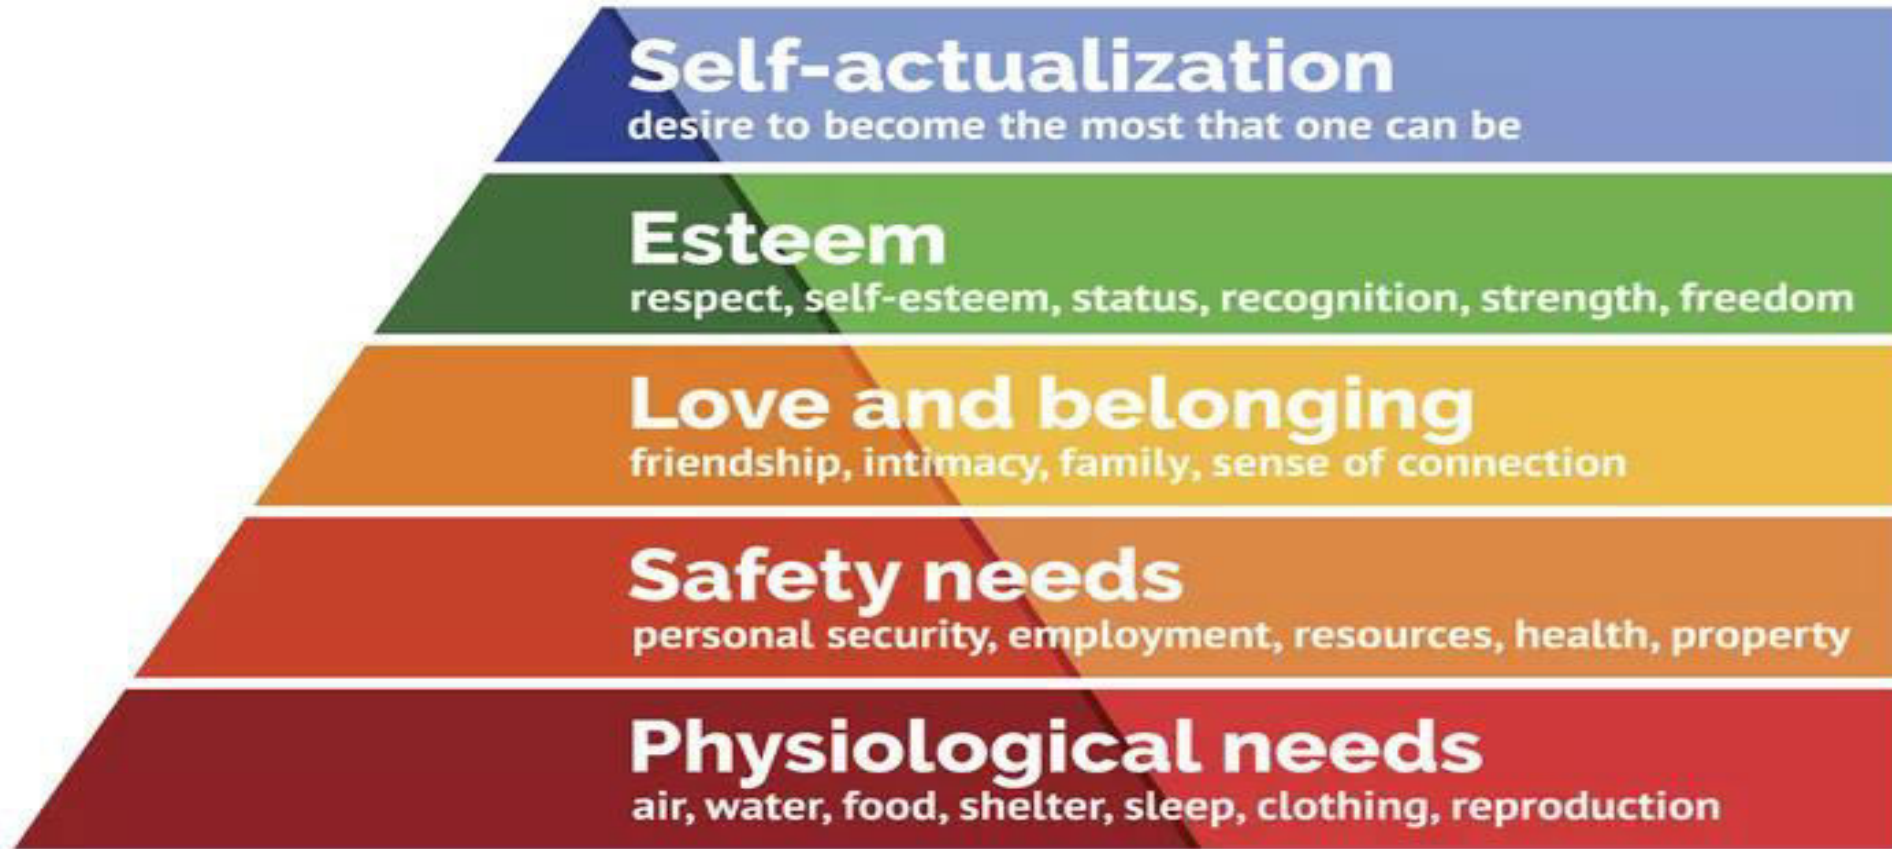 Self-actualization
desire to become the most that one can be
Esteem
respect, self-esteem, status, recognition, strength, freedom
Love and belonging
friendship, intimacy, family, sense of connection
Safety needs
personal security, employment, resources, health, property
Physiological needs
air, water, food, shelter, sleep, clothing, reproduction